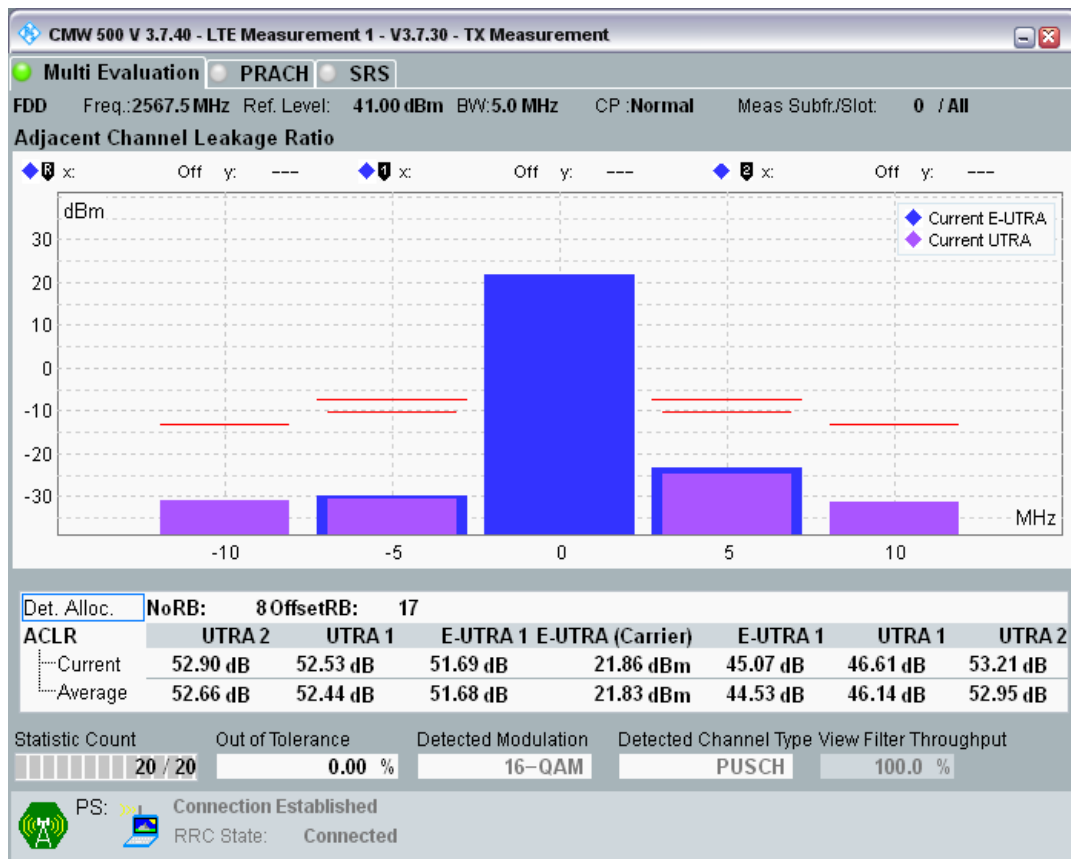 CMW 500 V 3.7.40 - LTE Measurement 1 - V3.7.30 - TX Measurement
Multi Evaluation PRACH SRS
FDD Freq.:2567.5 MHz Ref. Level: 41.00 dBm BW:5.0 MHz CP :Normal Meas Subfr./Slot: 0 / All
Adjacent Channel Leakage Ratio
R x: Off y: --- 1 x: Off y: --- 2 x: Off y: ---
dBm
Current E-UTRA
Current UTRA
30
20
10
0
-10
-20
-30
MHz
-10 -5 0 5 10
Det. Alloc. NoRB: 8 OffsetRB: 17
ACLR UTRA 2 UTRA 1 E-UTRA 1 E-UTRA (Carrier) E-UTRA 1 UTRA 1 UTRA 2
Current 52.90 dB 52.53 dB 51.69 dB 21.86 dBm 45.07 dB 46.61 dB 53.21 dB
Average 52.66 dB 52.44 dB 51.68 dB 21.83 dBm 44.53 dB 46.14 dB 52.95 dB
Statistic Count Out of Tolerance Detected Modulation Detected Channel Type View Filter Throughput
20 / 20 0.00 % 16-QAM PUSCH 100.0 %
PS: Connection Established
RRC State: Connected